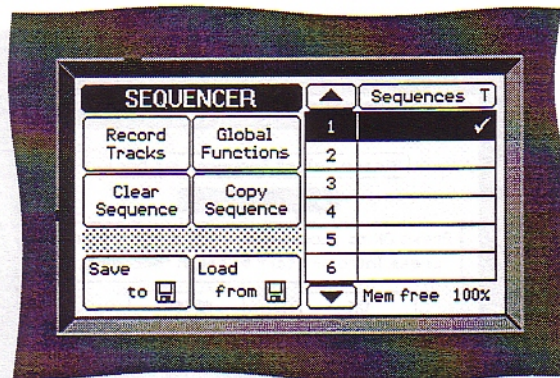 SEQUENCER
Record
Tracks
Global
Functions
Clear
Sequence
Copy
Sequence
Save
to
Load
from
Sequences T
1
2
3
4
5
6
Mem free 100%